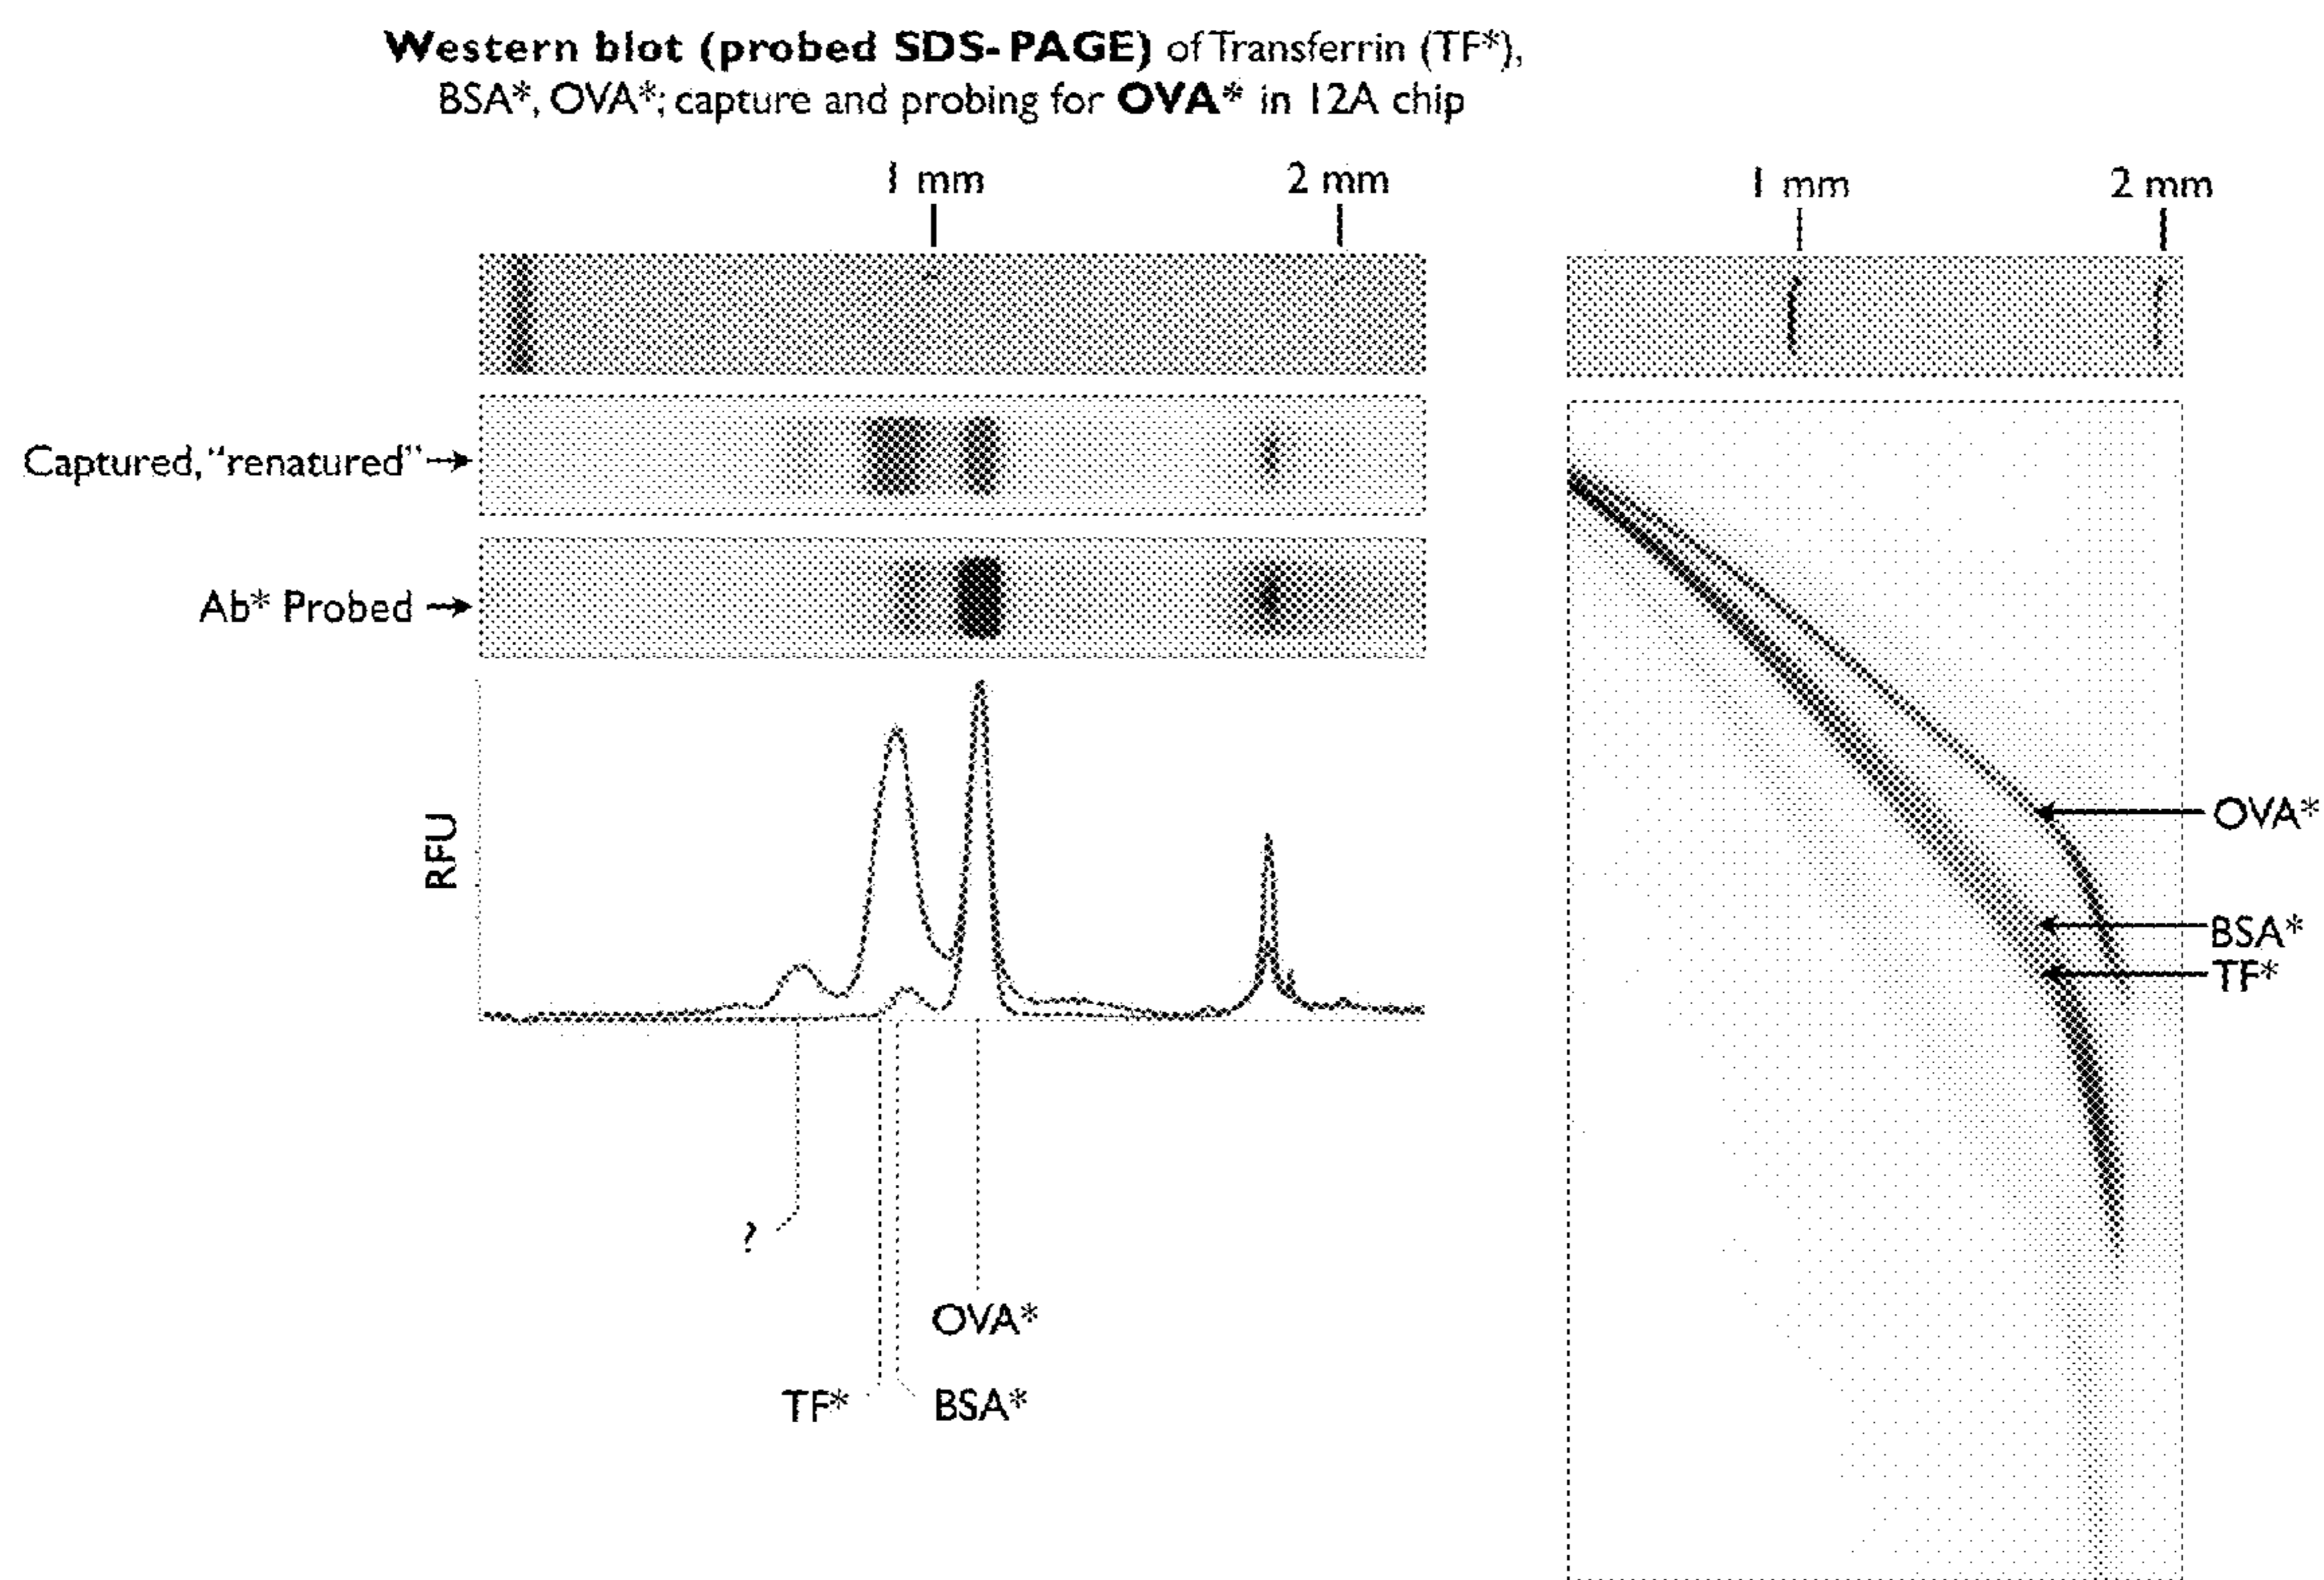 Western blot (probed SDS-PAGE) of Transferrin (TF*),
BSA*, OVA*; capture and probing for OVA* in 12A chip
1 mm
2 mm
1 mm
2 mm
Captured, "renatured"
Ab* Probed
RFU
?
OVA*
TF*
BSA*
OVA*
BSA*
TF*